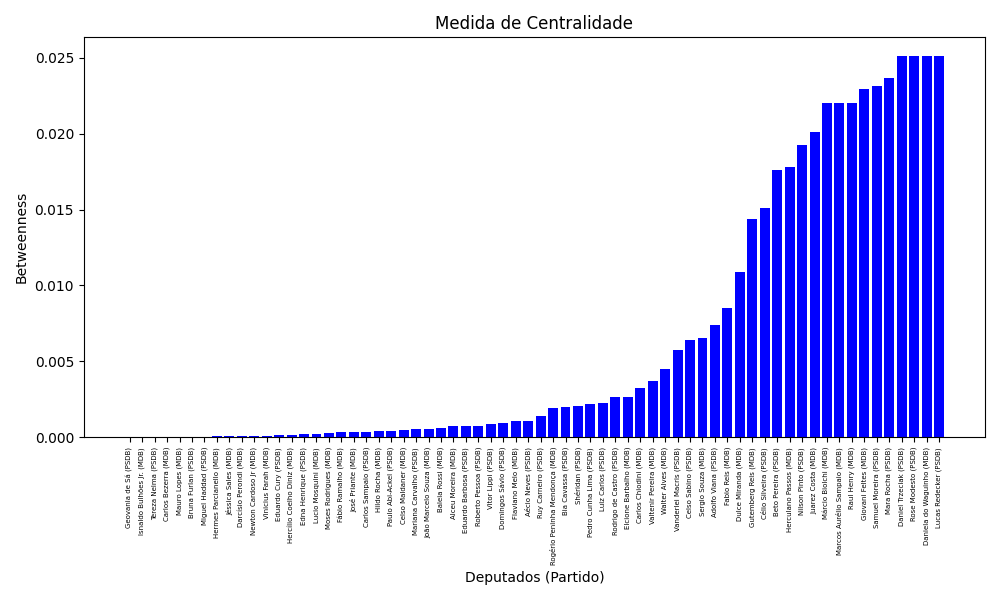 Medida de Centralidade
Betweenness
0.025
0.020
0.015
0.010
0.005
0.000
Geovania de Sá (PSDB)
Isnaldo Bulhões Jr. (MDB)
Tereza Nelma (PSDB)
Carlos Bezerra (MDB)
Mauro Lopes (MDB)
Bruna Furlan (PSDB)
Miguel Haddad (PSDB)
Hermes Parcianello (MDB)
Jéssica Sales (MDB)
Darcísio Perondi (MDB)
Newton Cardoso Jr (MDB)
Vinicius Farah (MDB)
Eduardo Cury (PSDB)
Hercílio Coelho Diniz (MDB)
Edna Henrique (PSDB)
Lucio Mosquini (MDB)
Moses Rodrigues (MDB)
Fábio Ramalho (MDB)
José Priante (MDB)
Carlos Sampaio (PSDB)
Hildo Rocha (MDB)
Paulo Abi-Ackel (PSDB)
Celso Maldaner (MDB)
Mariana Carvalho (PSDB)
João Marcelo Souza (MDB)
Baleia Rossi (MDB)
Alceu Moreira (MDB)
Eduardo Barbosa (PSDB)
Roberto Pessoa (PSDB)
Vitor Lippi (PSDB)
Domingos Sávio (PSDB)
Flaviano Melo (MDB)
Aécio Neves (PSDB)
Ruy Carneiro (PSDB)
Rogério Peninha Mendonça (MDB)
Bia Cavassa (PSDB)
Shéridan (PSDB)
Pedro Cunha Lima (PSDB)
Luiz Carlos (PSDB)
Rodrigo de Castro (PSDB)
Elcione Barbalho (MDB)
Carlos Chiodini (MDB)
Valtenir Pereira (MDB)
Walter Alves (MDB)
Vanderlei Macris (PSDB)
Celso Sabino (PSDB)
Sergio Souza (MDB)
Adolfo Viana (PSDB)
Fabio Reis (MDB)
Dulce Miranda (MDB)
Gutemberg Reis (MDB)
Célio Silveira (PSDB)
Beto Pereira (PSDB)
Herculano Passos (MDB)
Nilson Pinto (PSDB)
Juarez Costa (MDB)
Márcio Biolchi (MDB)
Marcos Aurélio Sampaio (MDB)
Raul Henry (MDB)
Giovani Feltes (MDB)
Samuel Moreira (PSDB)
Mara Rocha (PSDB)
Daniel Trzeciak (PSDB)
Rose Modesto (PSDB)
Daniela do Waguinho (MDB)
Lucas Redecker (PSDB)
Deputados (Partido)